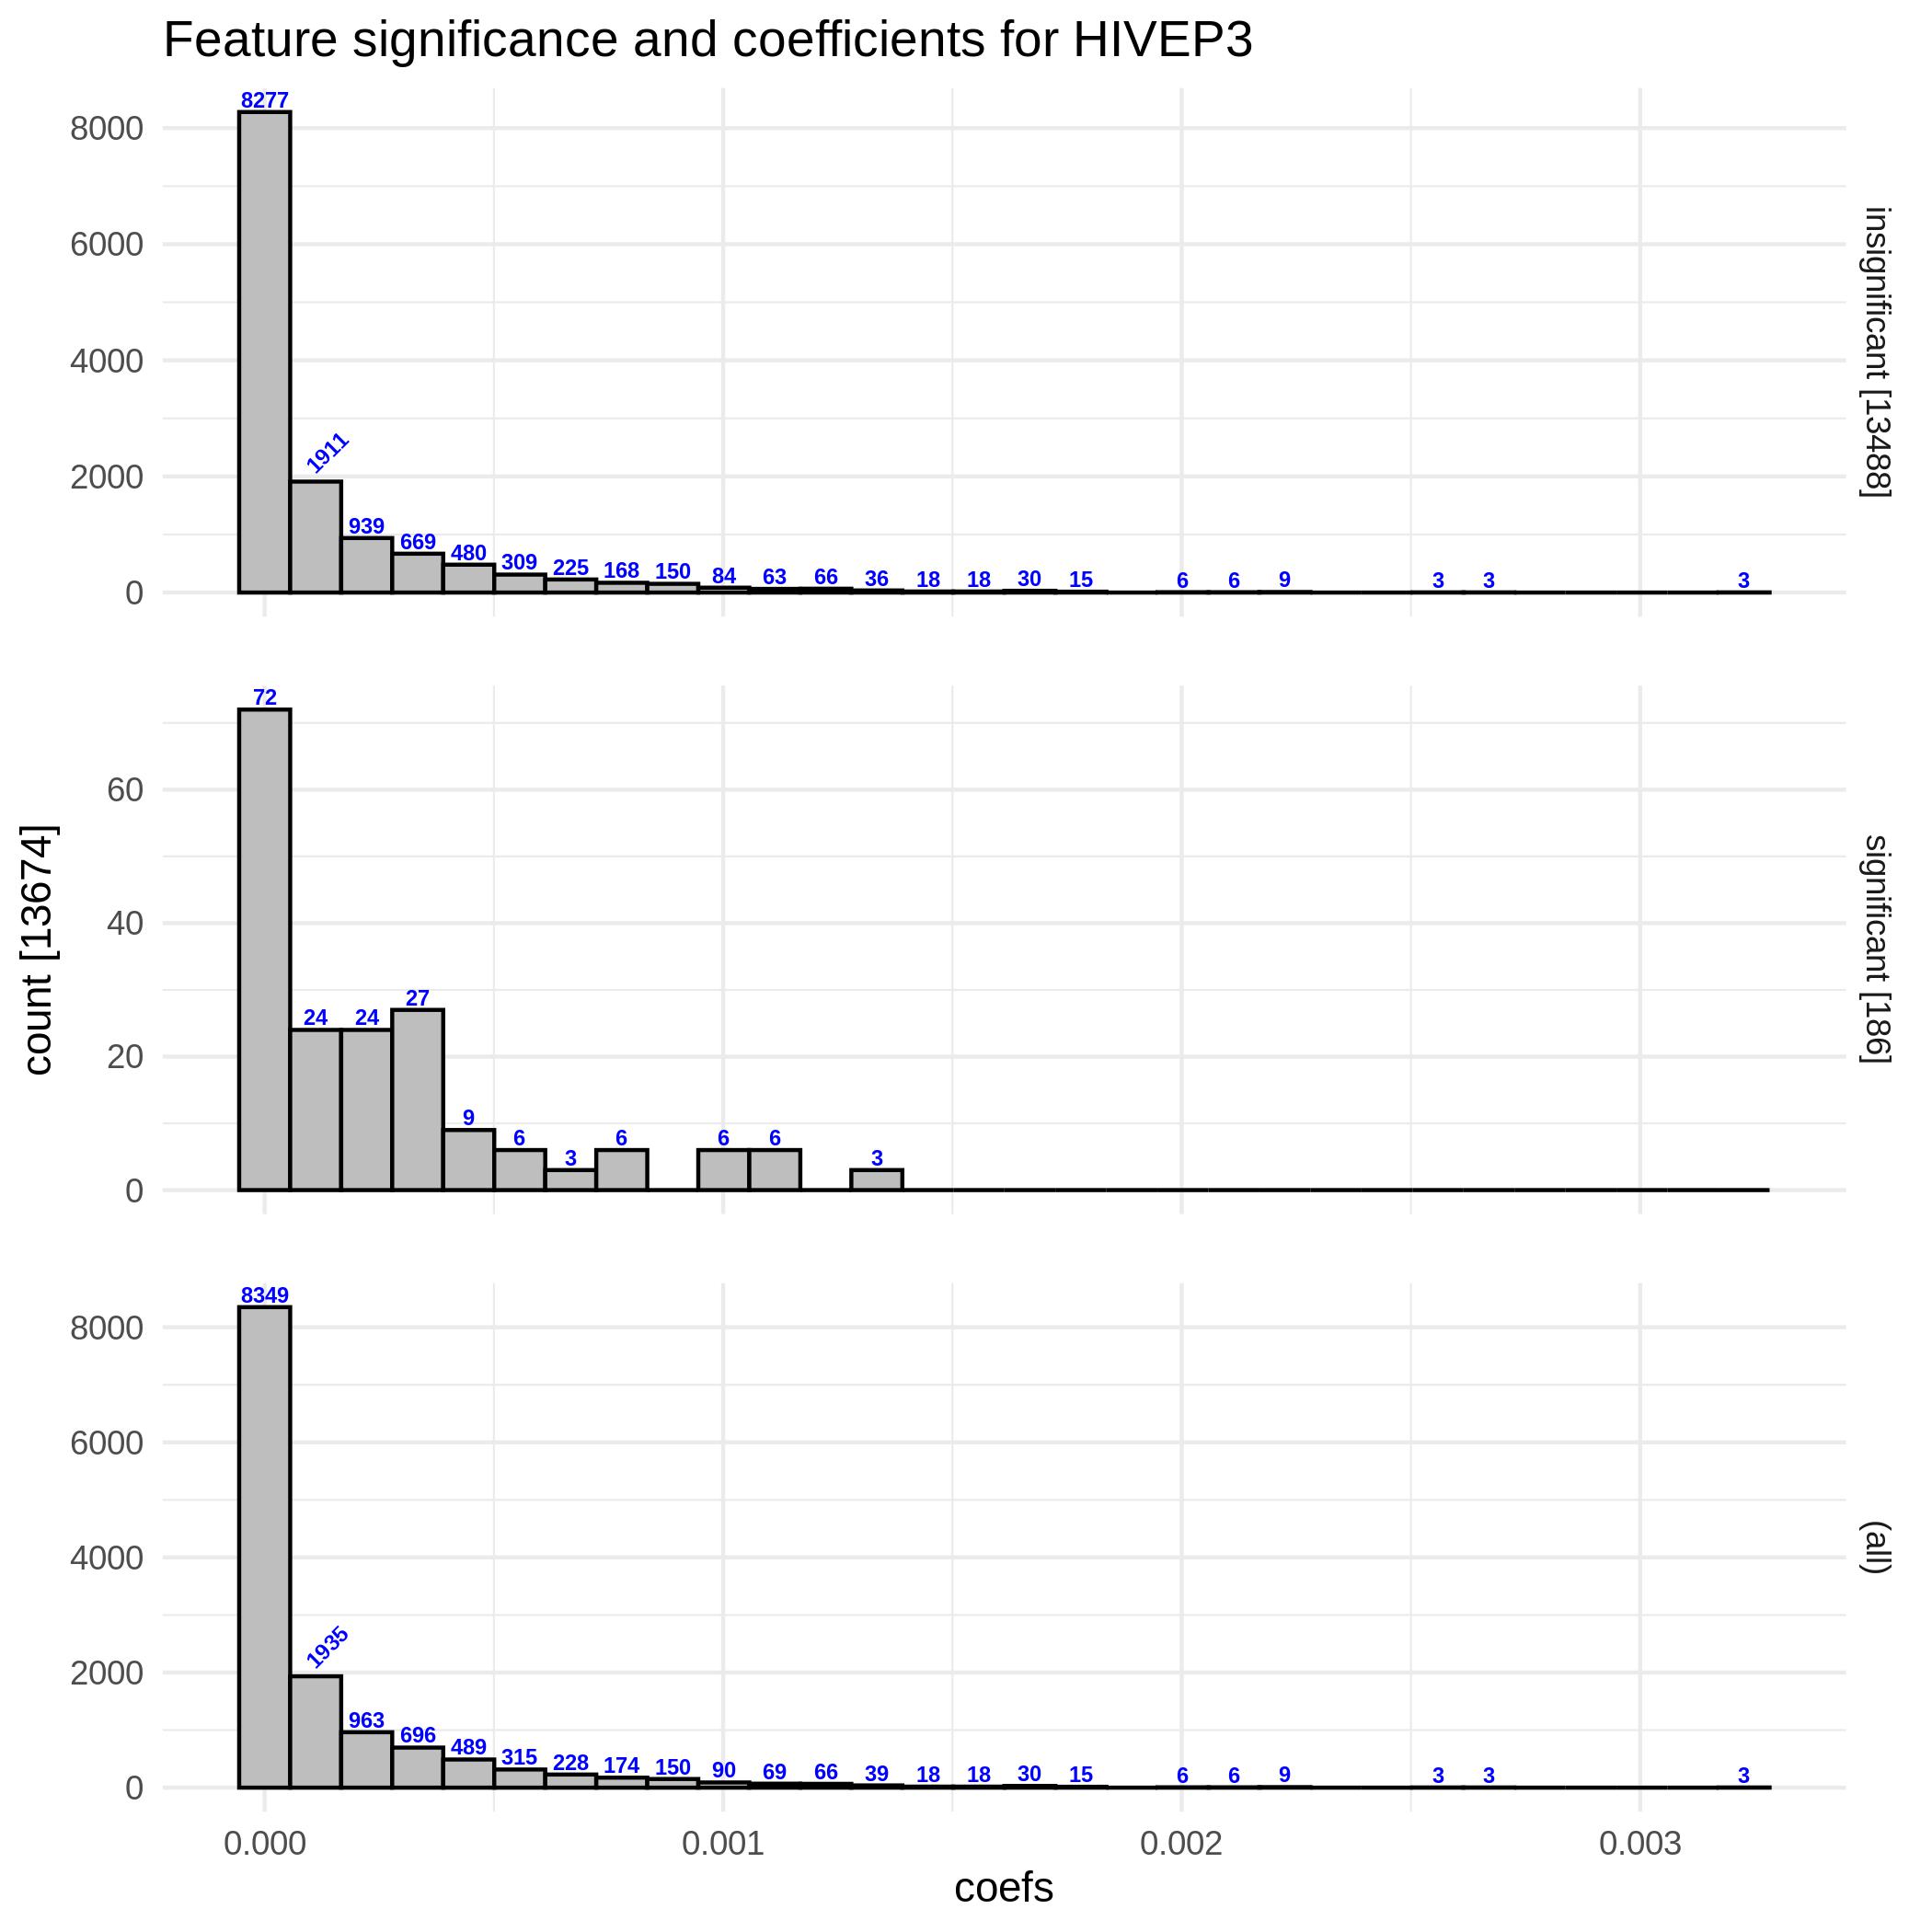 Feature significance and coefficients for HIVEP3
8277
8000
6000
4000
2000
0
1911
939 669 480 309 225 168 150 84 63 66 36 18 18 30 15 6 6 9 3 3 3
insignificant [13488]
count [13674]
72
60
40
20
0
24 24 27 9 6 3 6 6 6 3
significant [186]
8349
8000
6000
4000
2000
0
1935
963 696 489 315 228 174 150 90 69 66 39 18 18 30 15 6 6 9 3 3 3
(all)
0.000 0.001 0.002 0.003
coefs